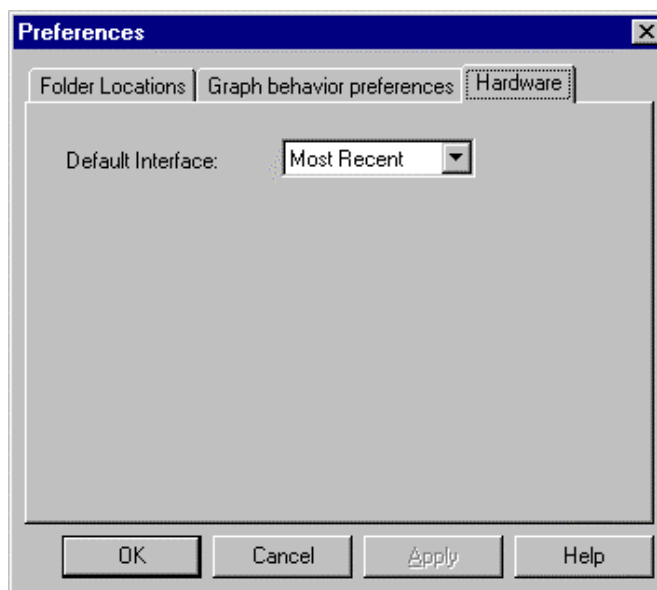 Preferences
Folder Locations Graph behavior preferences Hardware
Default Interface: Most Recent
OK Cancel Apply Help